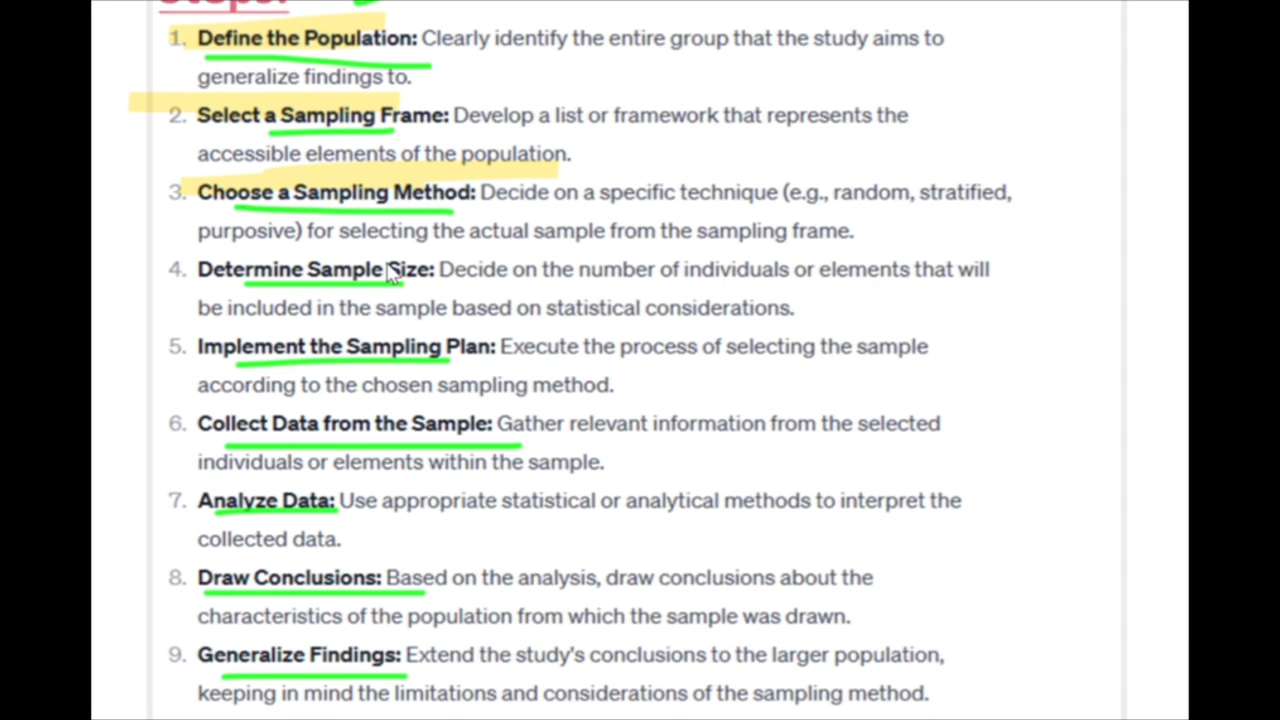 Steps:
1. Define the Population: Clearly identify the entire group that the study aims to
generalize findings to.
2. Select a Sampling Frame: Develop a list or framework that represents the
accessible elements of the population.
3. Choose a Sampling Method: Decide on a specific technique (e.g., random, stratified,
purposive) for selecting the actual sample from the sampling frame.
4. Determine Sample Size: Decide on the number of individuals or elements that will
be included in the sample based on statistical considerations.
5. Implement the Sampling Plan: Execute the process of selecting the sample
according to the chosen sampling method.
6. Collect Data from the Sample: Gather relevant information from the selected
individuals or elements within the sample.
7. Analyze Data: Use appropriate statistical or analytical methods to interpret the
collected data.
8. Draw Conclusions: Based on the analysis, draw conclusions about the
characteristics of the population from which the sample was drawn.
9. Generalize Findings: Extend the study's conclusions to the larger population,
keeping in mind the limitations and considerations of the sampling method.